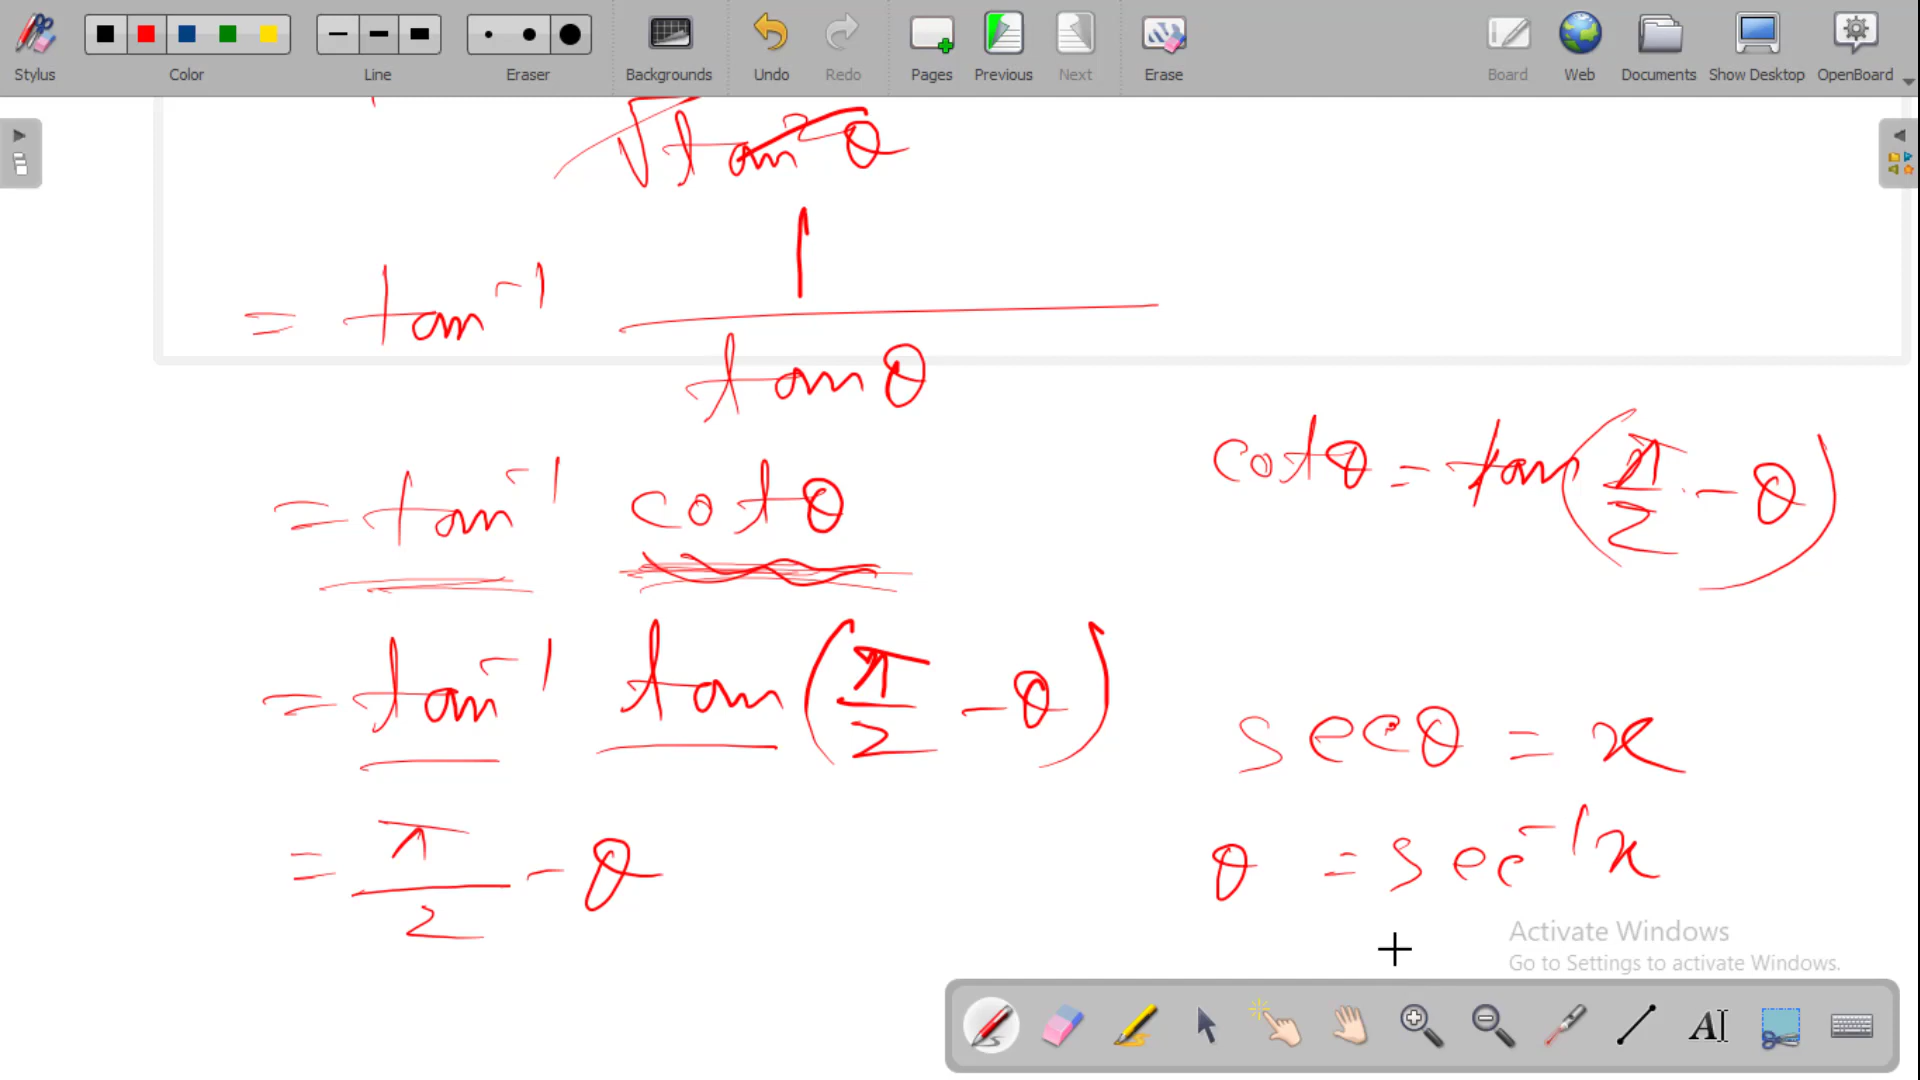 Stylus Color Line Eraser Backgrounds Undo Redo Pages Previous Next Erase Board Web Documents Show Desktop OpenBoard
√tan²θ
= tan⁻¹ 1/tanθ
= tan⁻¹ cotθ
cotθ = tan(π/2 - θ)
= tan⁻¹ tan(π/2 - θ)
secθ = x
= π/2 - θ
θ = sec⁻¹x
Activate Windows
Go to Settings to activate Windows.
AI